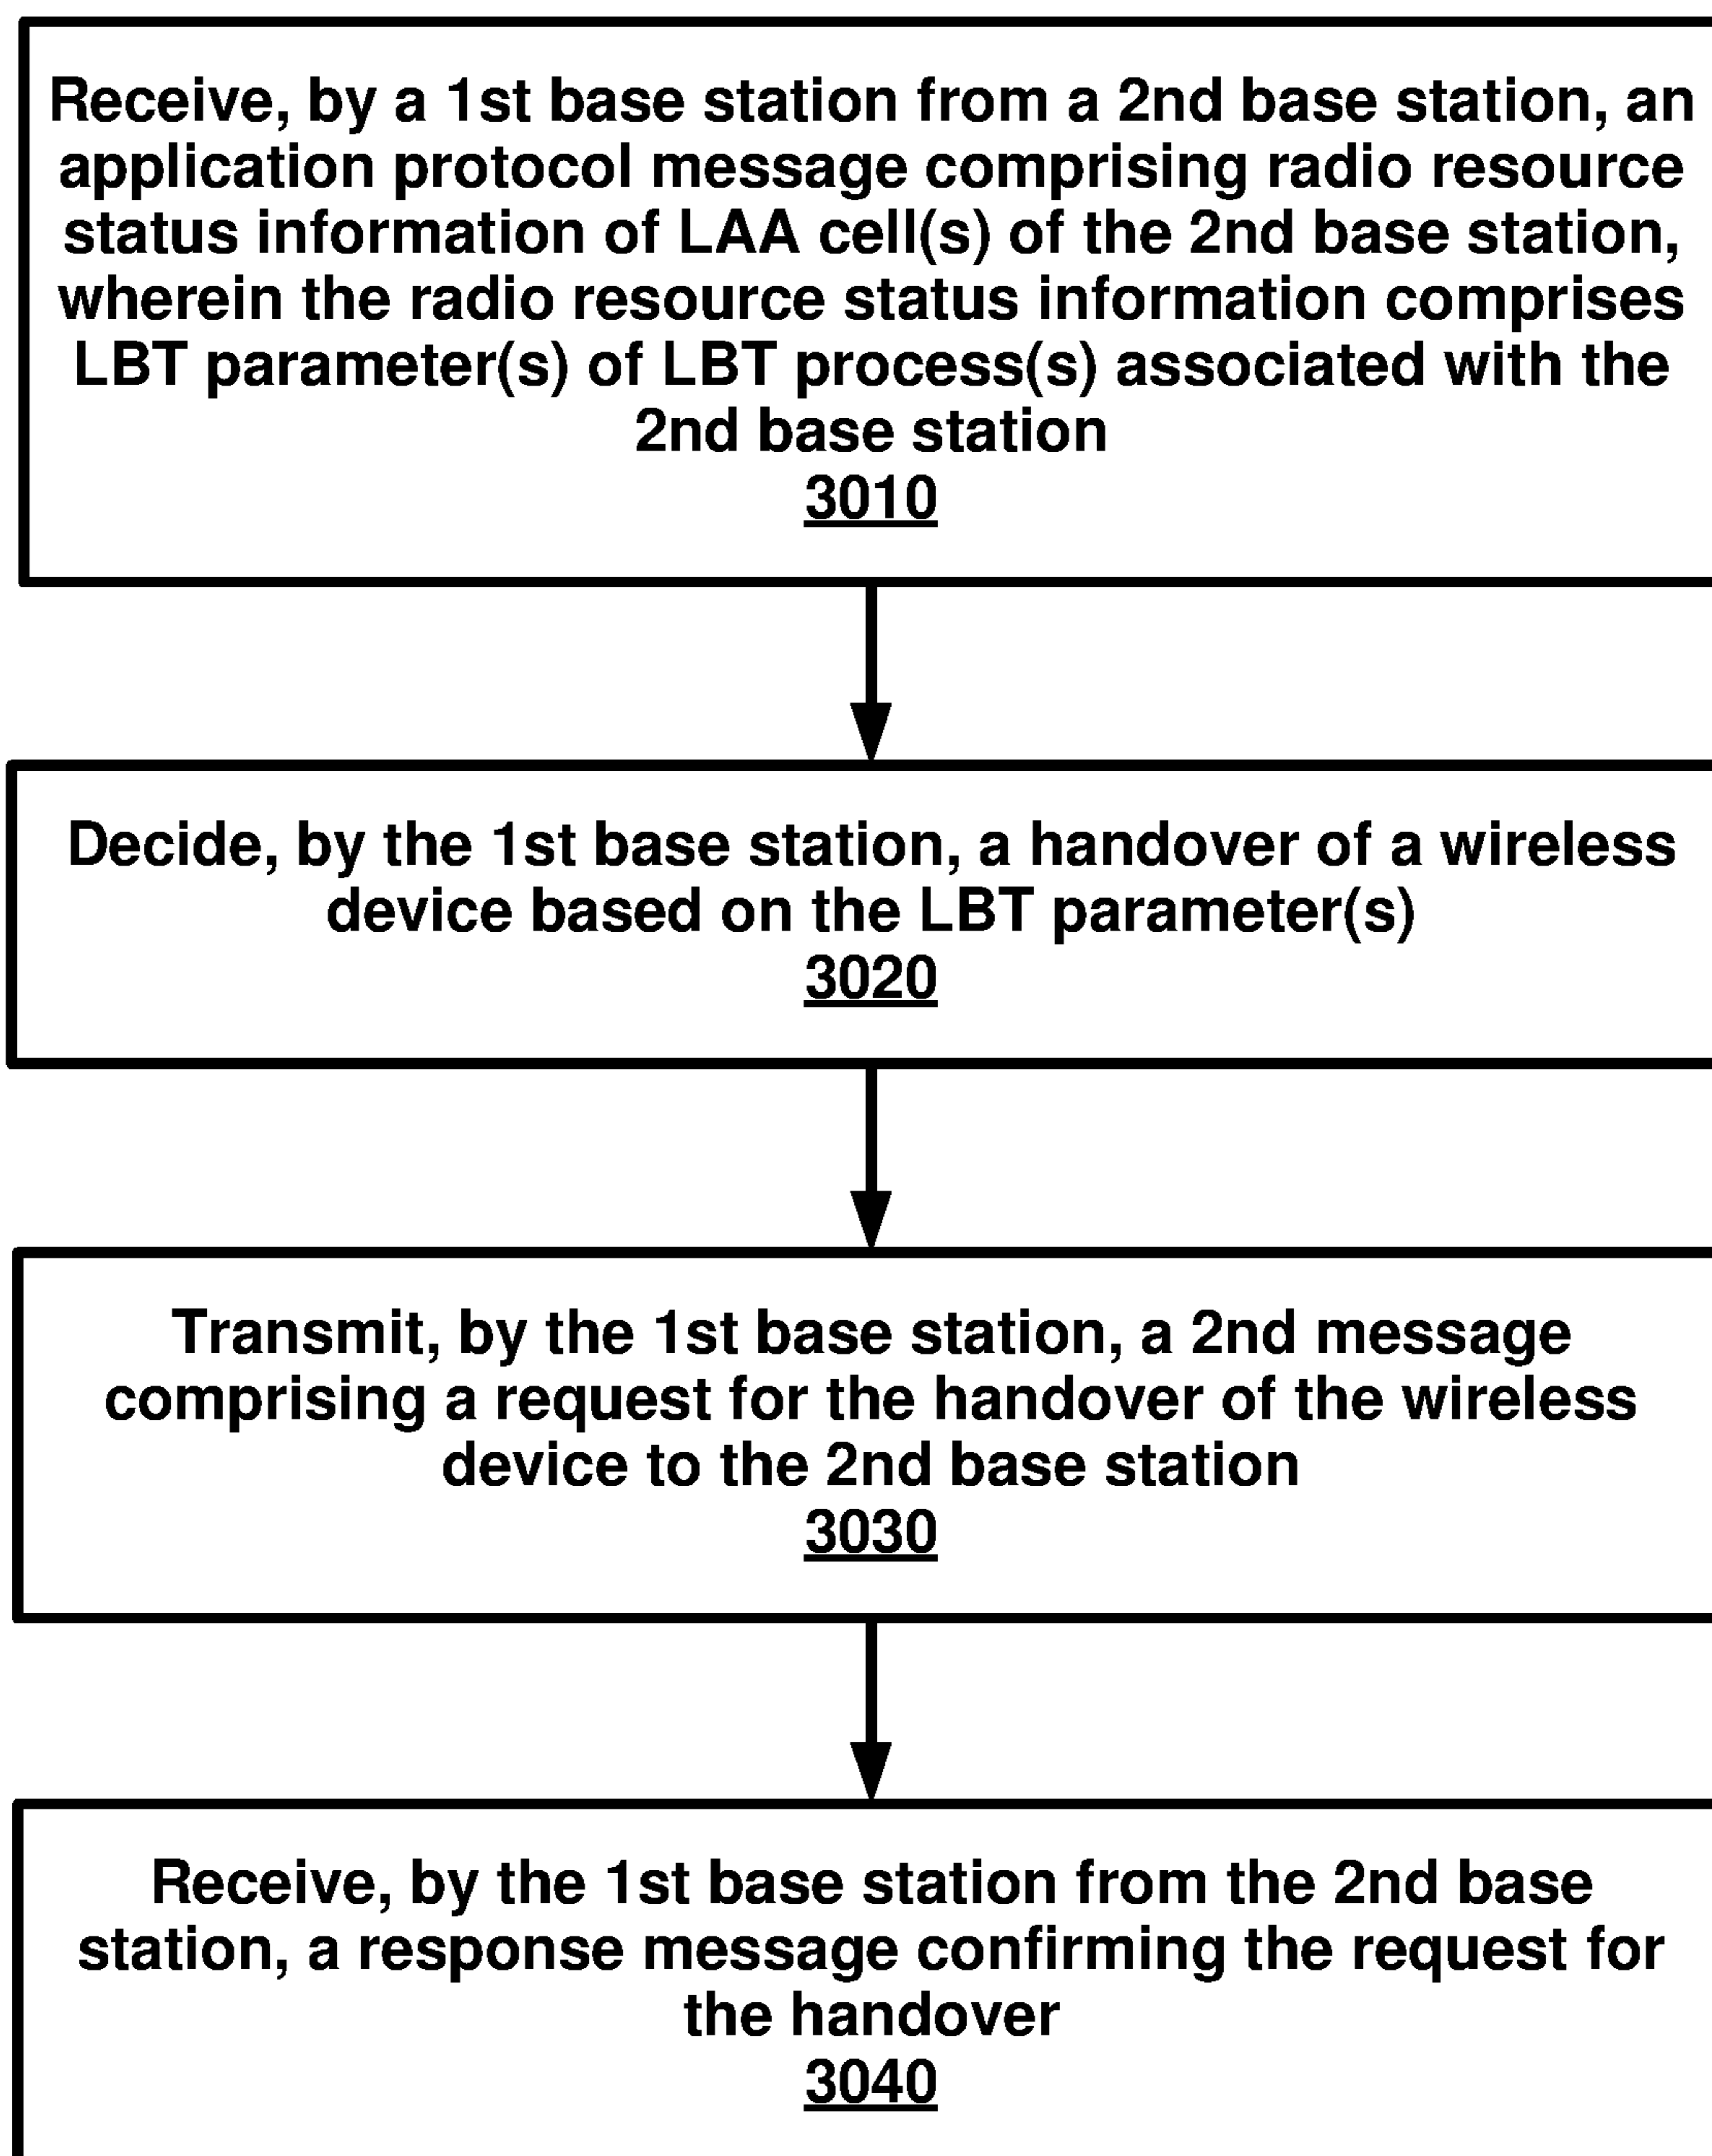 Receive, by a 1st base station from a 2nd base station, an
application protocol message comprising radio resource
status information of LAA cell(s) of the 2nd base station,
wherein the radio resource status information comprises
LBT parameter(s) of LBT process(s) associated with the
2nd base station
3010
Decide, by the 1st base station, a handover of a wireless
device based on the LBT parameter(s)
3020
Transmit, by the 1st base station, a 2nd message
comprising a request for the handover of the wireless
device to the 2nd base station
3030
Receive, by the 1st base station from the 2nd base
station, a response message confirming the request for
the handover
3040